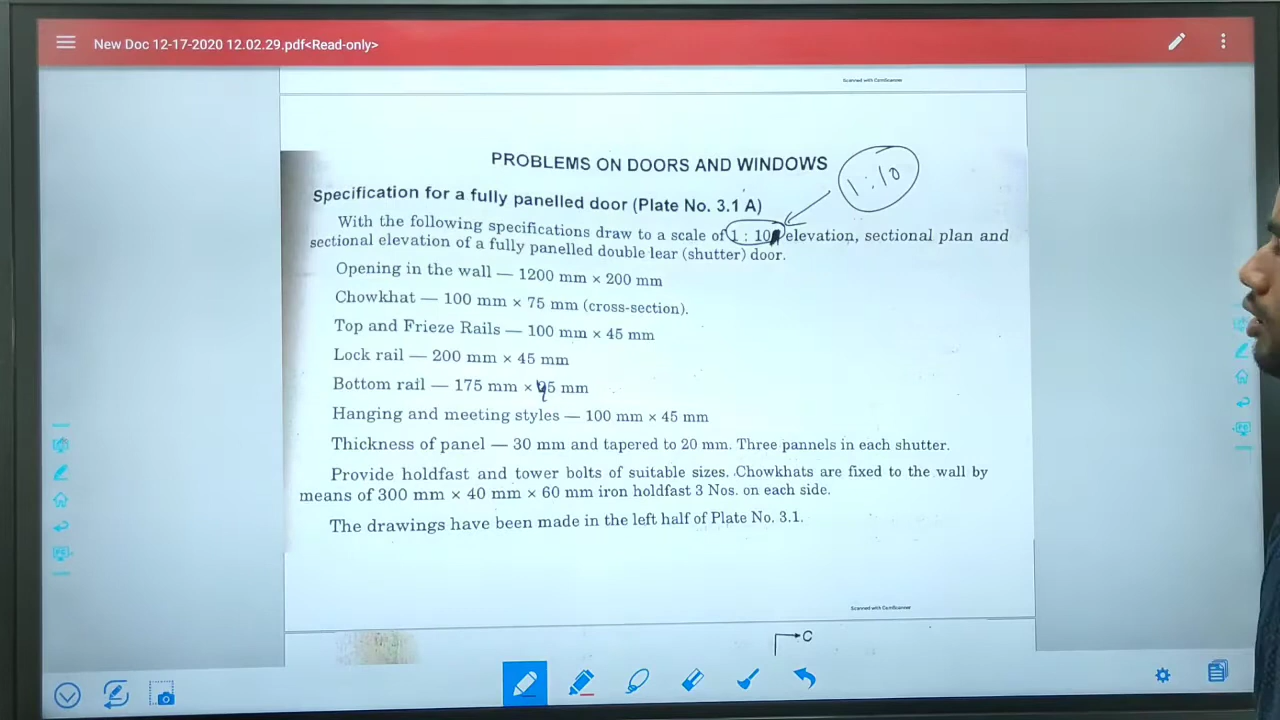 New Doc 12-17-2020 12.02.29.pdf<Read-only>
Scanned with CamScanner
PROBLEMS ON DOORS AND WINDOWS
1:10
Specification for a fully panelled door (Plate No. 3.1 A)
With the following specifications draw to a scale of 1 : 10 elevation, sectional plan and
sectional elevation of a fully panelled double lear (shutter) door.
Opening in the wall — 1200 mm × 200 mm
Chowkhat — 100 mm × 75 mm (cross-section).
Top and Frieze Rails — 100 mm × 45 mm
Lock rail — 200 mm × 45 mm
Bottom rail — 175 mm × 45 mm
Hanging and meeting styles — 100 mm × 45 mm
Thickness of panel — 30 mm and tapered to 20 mm. Three pannels in each shutter.
Provide holdfast and tower bolts of suitable sizes. Chowkhats are fixed to the wall by
means of 300 mm × 40 mm × 60 mm iron holdfast 3 Nos. on each side.
The drawings have been made in the left half of Plate No. 3.1.
Scanned with CamScanner
C